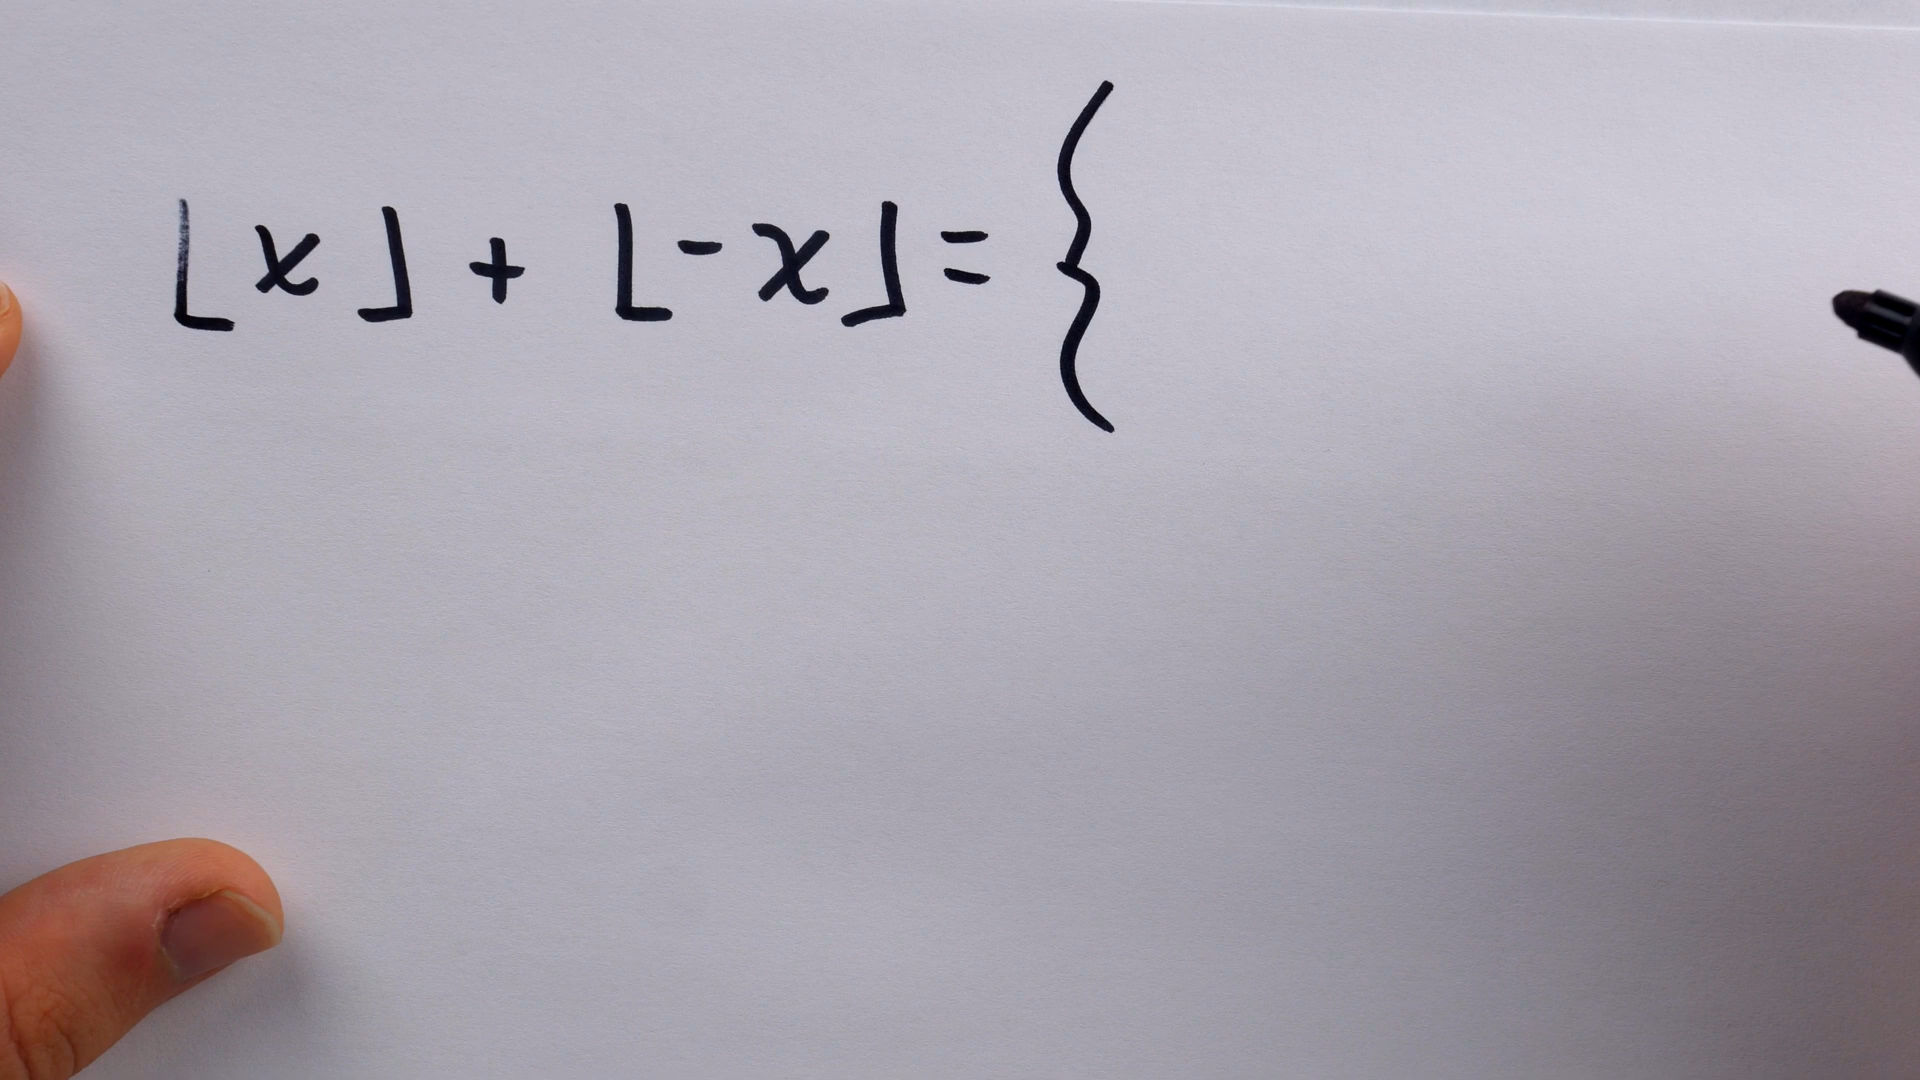 ⌊x⌋ + ⌊-x⌋ = {